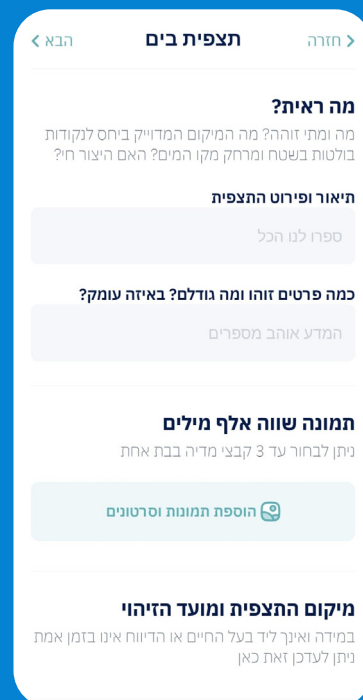 חזרה
תצפית בים
הבא
מה ראית?
מה ומתי זוהה? מה המיקום המדוייק ביחס לנקודות
בולטות בשטח ומרחק מקו המים? האם היצור חי?
תיאור ופירוט התצפית
ספרו לנו הכל
כמה פרטים זוהו ומה גודלם? באיזה עומק?
המדע אוהב מספרים
תמונה שווה אלף מילים
ניתן לבחור עד 3 קבצי מדיה בבת אחת
הוספת תמונות וסרטונים
מיקום התצפית ומועד הזיהוי
במידה ואינך ליד בעל החיים או הדיווח אינו בזמן אמת
ניתן לעדכן זאת כאן